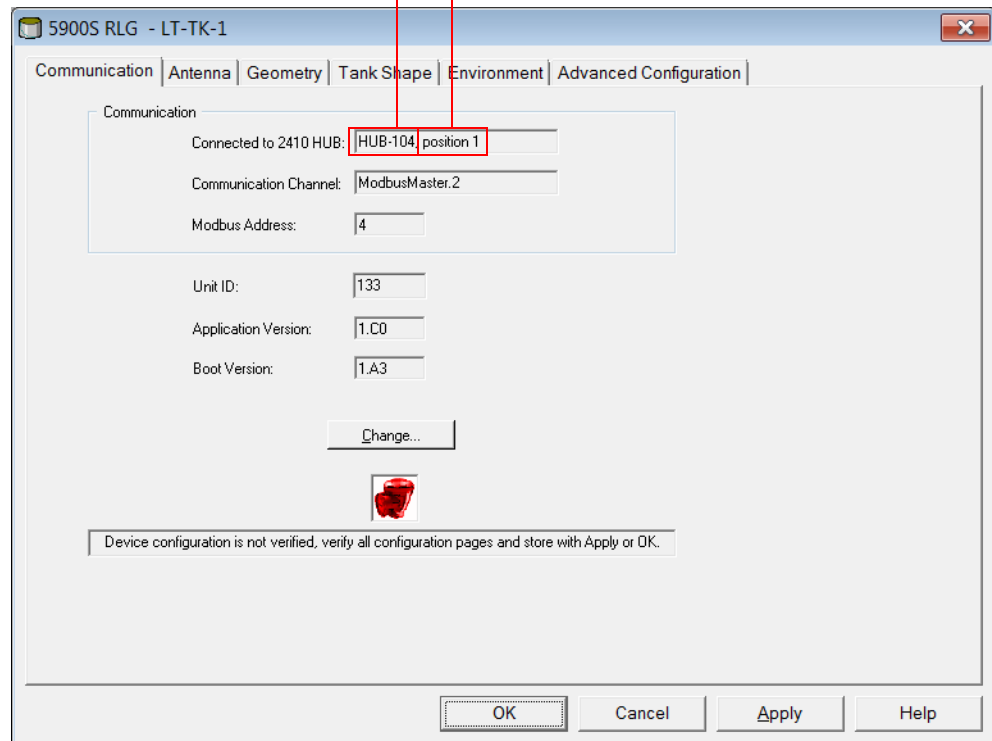 5900S RLG - LT-TK-1
Communication Antenna Geometry Tank Shape Environment Advanced Configuration
Communication
Connected to 2410 HUB: HUB-104, position 1
Communication Channel: ModbusMaster.2
Modbus Address: 4
Unit ID: 133
Application Version: 1.C0
Boot Version: 1.A3
Change...
Device configuration is not verified, verify all configuration pages and store with Apply or OK.
OK Cancel Apply Help